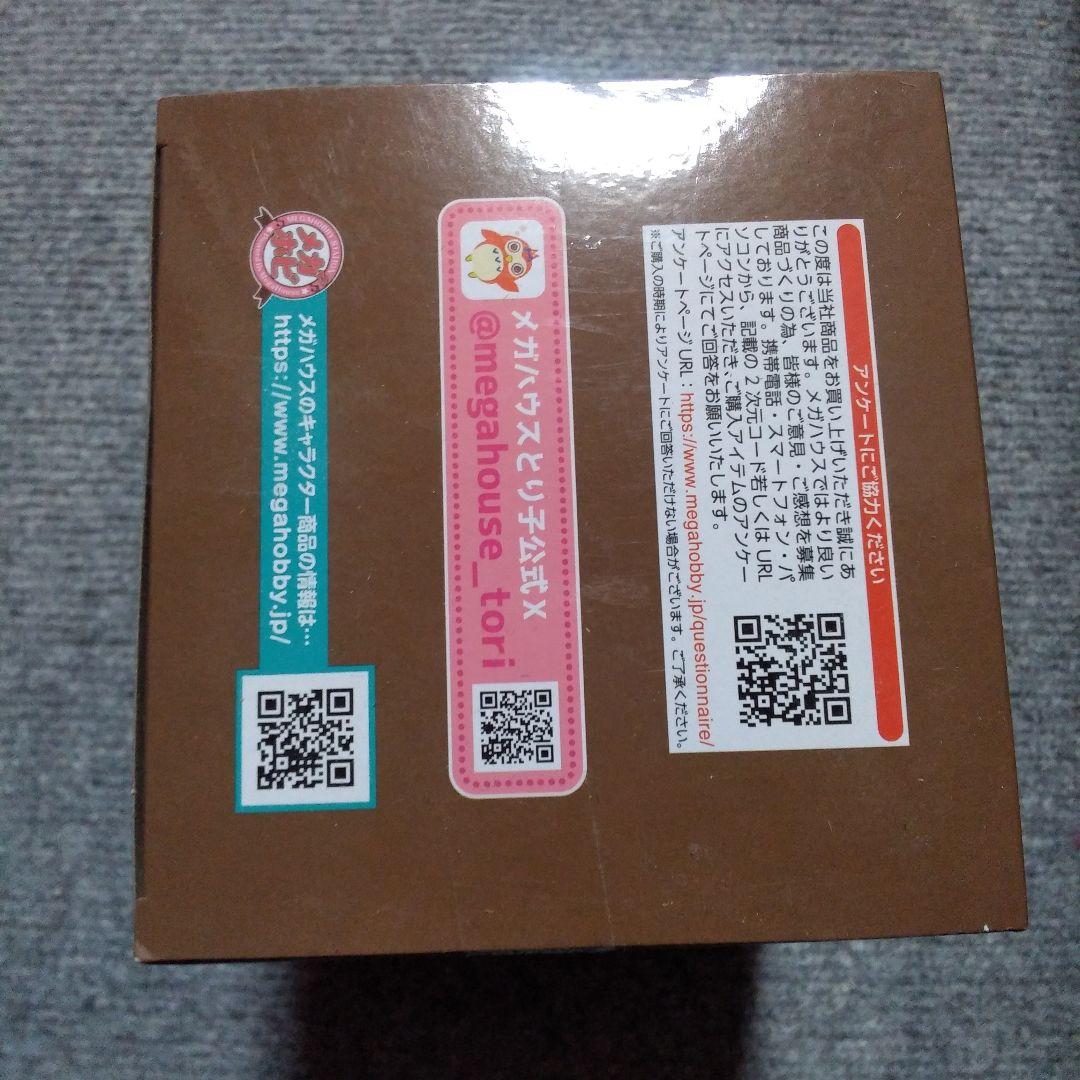 アンケートにご協力ください
この度は当社商品をお買い上げいただき誠にあ
りがとうございます。メガハウスではより良い
商品づくりの為、皆様のご意見・ご感想を募集
しております。携帯電話・スマートフォン・パ
ソコンから、記載の2次元コード若しくはURL
にアクセスいただき、ご購入アイテムのアンケー
トページにてご回答をお願いいたします。
アンケートページURL：https://www.megahobby.jp/questionnaire/
※ご購入の時期によりアンケートにご回答いただけない場合がございます。ご了承ください。
メガハウスとり子公式X
@megahouse_tori
メガホビ
メガハウスのキャラクター商品の情報は…
https://www.megahobby.jp/